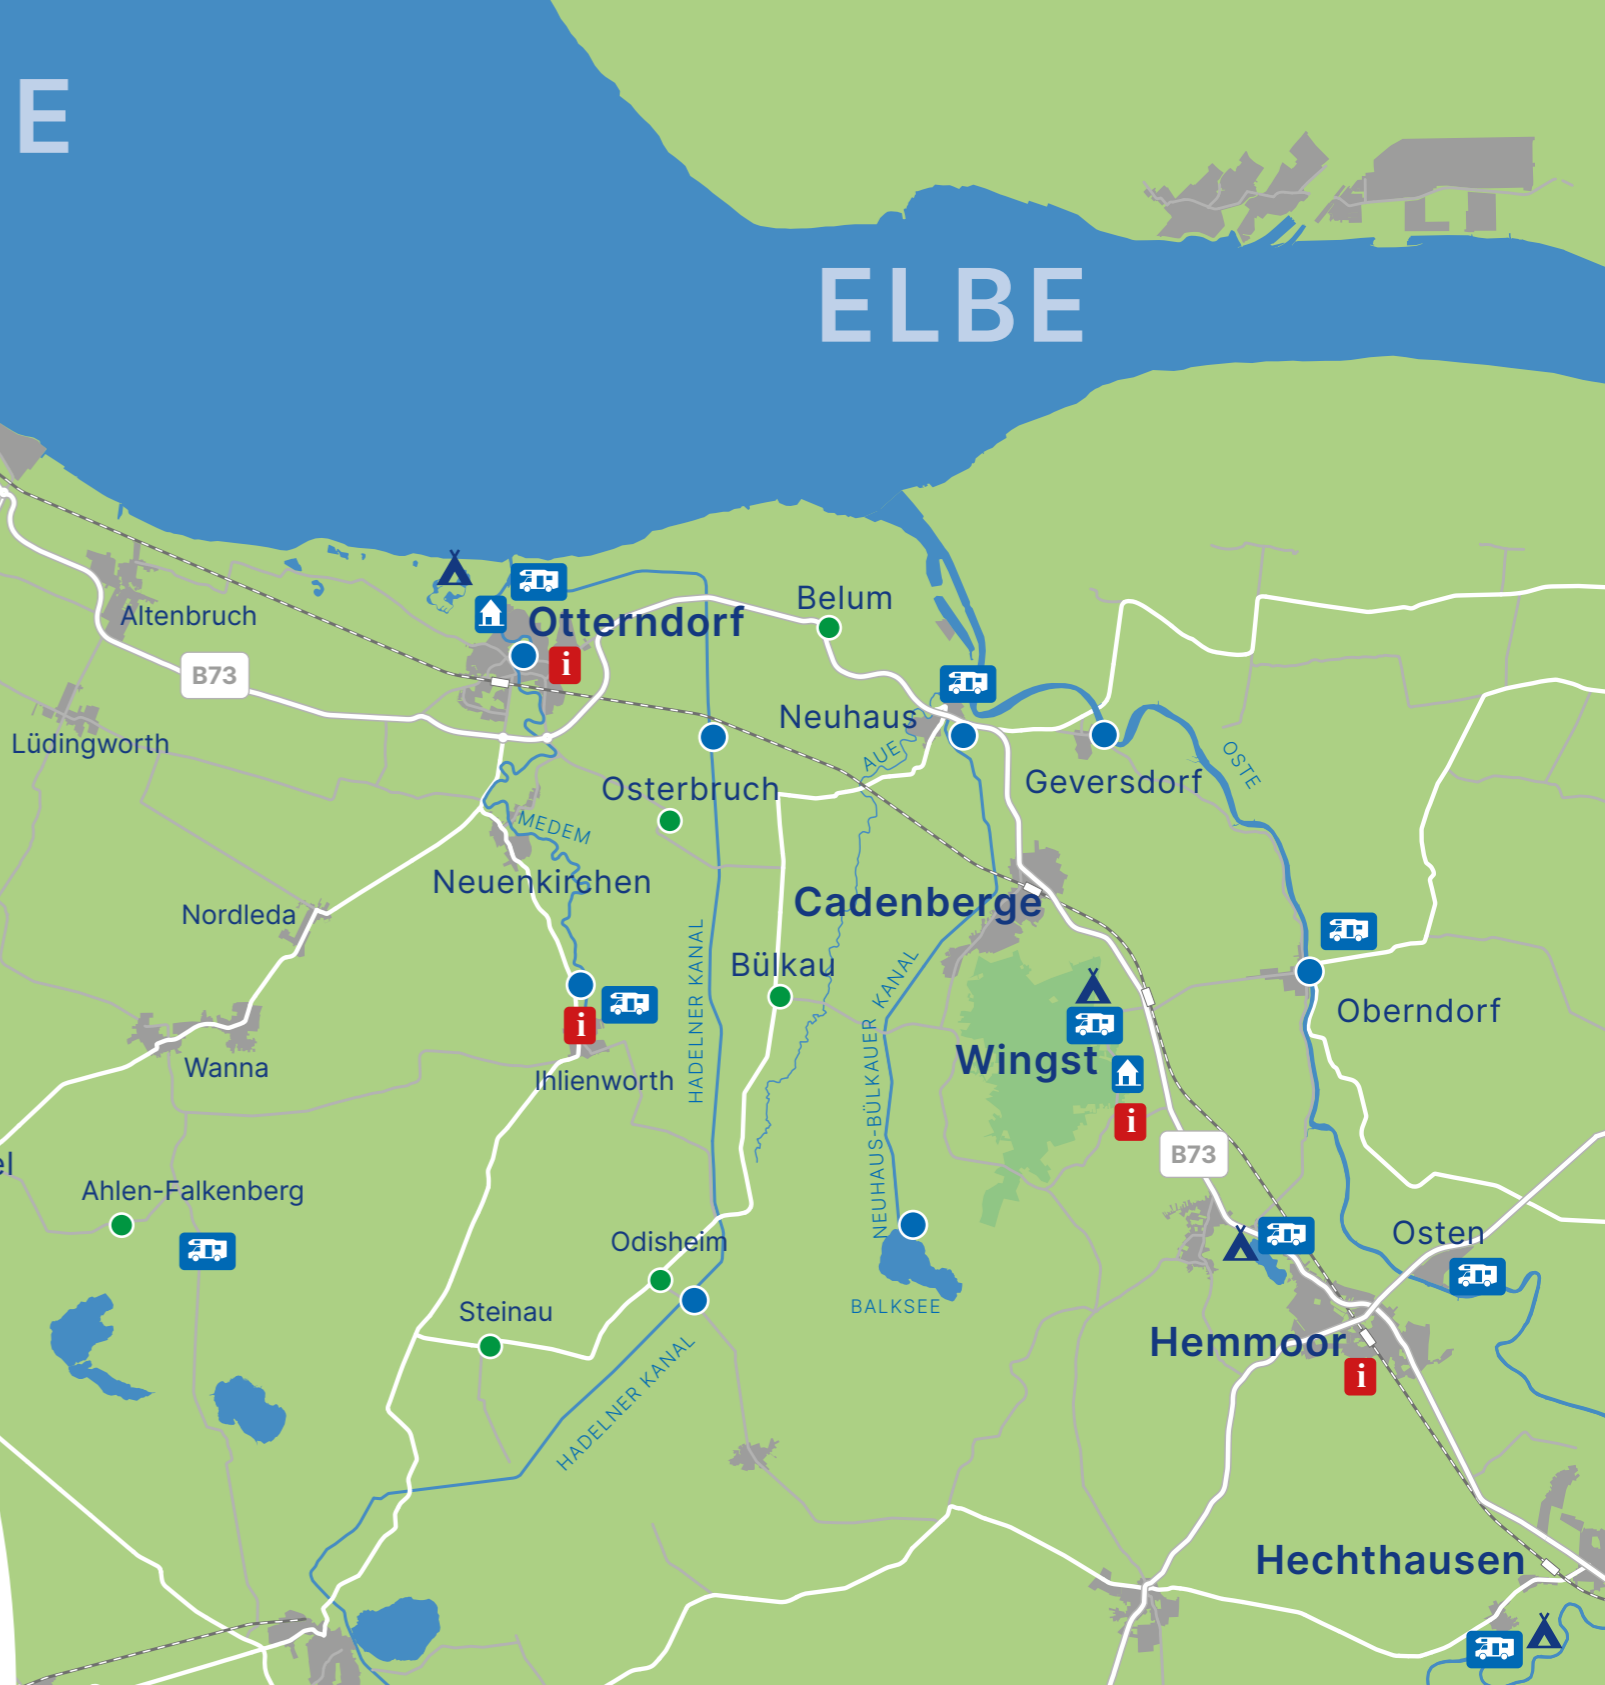 E
ELBE
Belum
Altenbruch
Otterndorf
i
B73
Neuhaus
Lüdingworth
AUE
OSTE
Geversdorf
Osterbruch
MEDEM
Neuenkirchen
Cadenberge
Nordleda
Bülkau
HADELNER KANAL
NEUHAUS-BÜLKAUER KANAL
Oberndorf
i
Wanna
Wingst
Ihlienworth
i
B73
el
Ahlen-Falkenberg
Odisheim
Osten
Steinau
BALKSEE
Hemmoor
i
HADELNER KANAL
Hechthausen